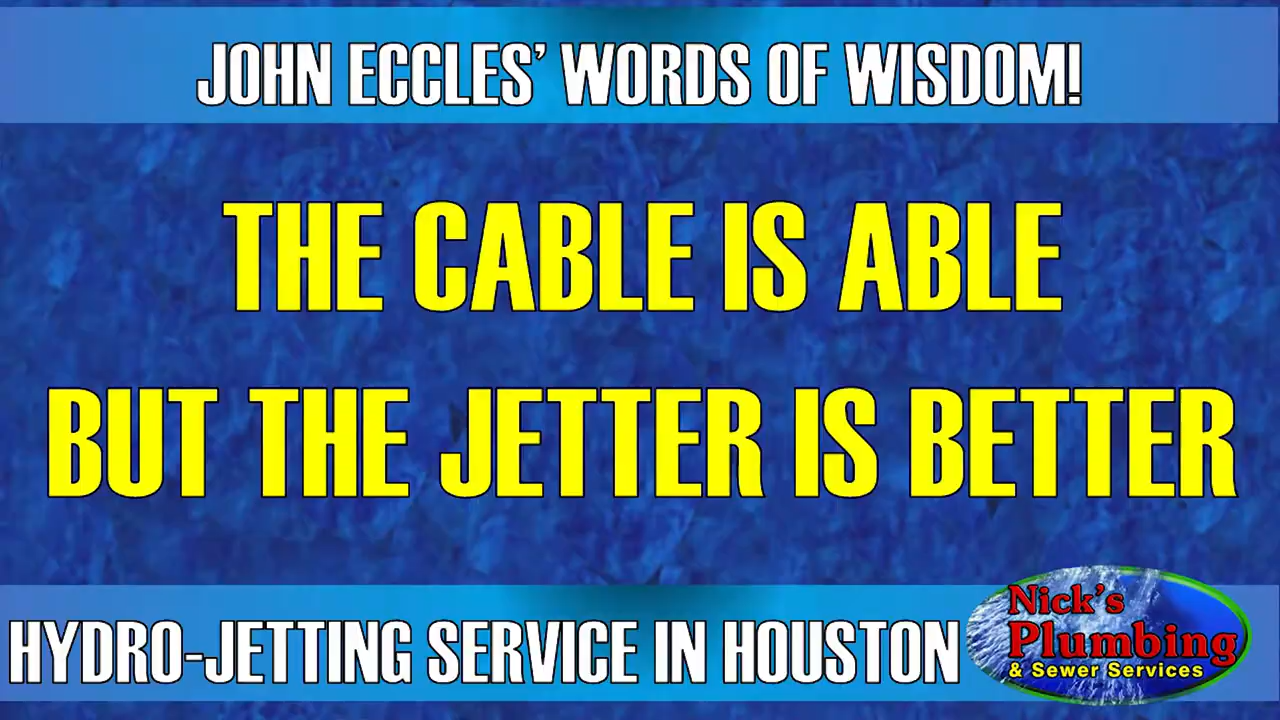 JOHN ECCLES’ WORDS OF WISDOM!
THE CABLE IS ABLE
BUT THE JETTER IS BETTER
HYDRO-JETTING SERVICE IN HOUSTON
Nick's
Plumbing
& Sewer Services